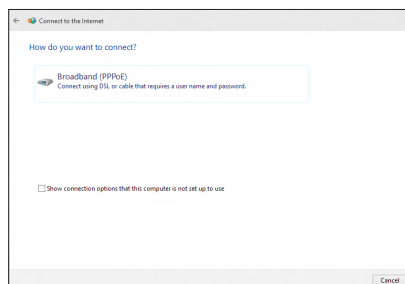 Connect to the Internet
How do you want to connect?
Broadband (PPPoE)
Connect using DSL or cable that requires a user name and password.
Show connection options that this computer is not set up to use
Cancel